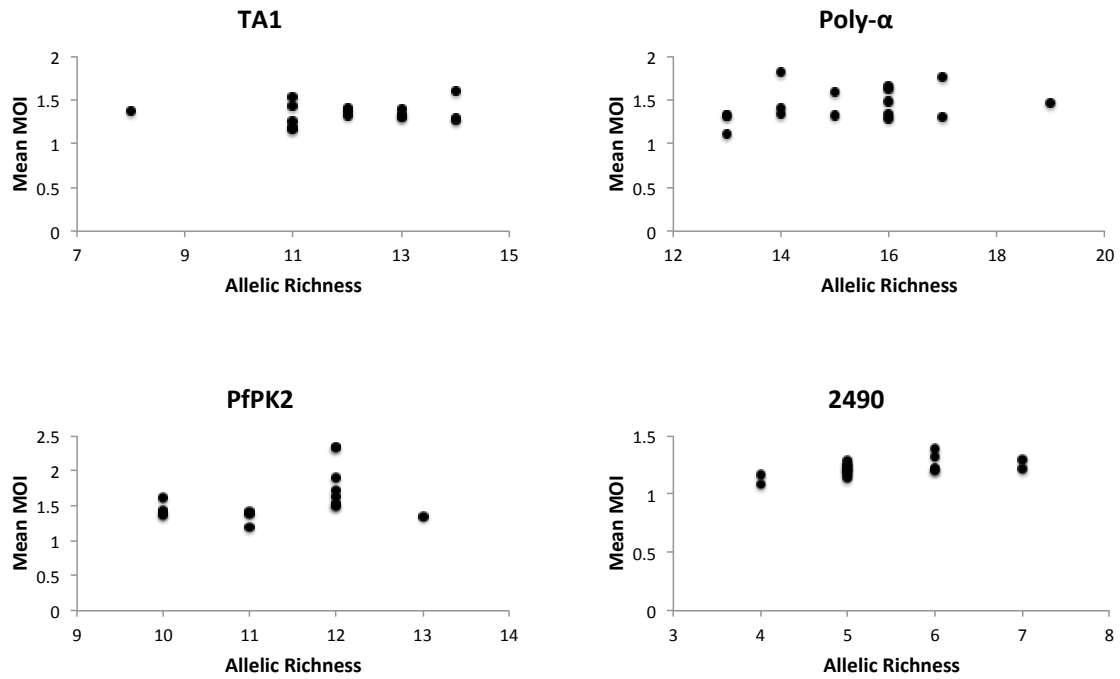 TA1
Mean MOI
2
1.5
1
0.5
0
7 9 11 13 15
Allelic Richness
Poly-α
Mean MOI
2
1.5
1
0.5
0
12 14 16 18 20
Allelic Richness
PfPK2
Mean MOI
2.5
2
1.5
1
0.5
0
9 10 11 12 13 14
Allelic Richness
2490
Mean MOI
1.5
1
0.5
0
3 4 5 6 7 8
Allelic Richness